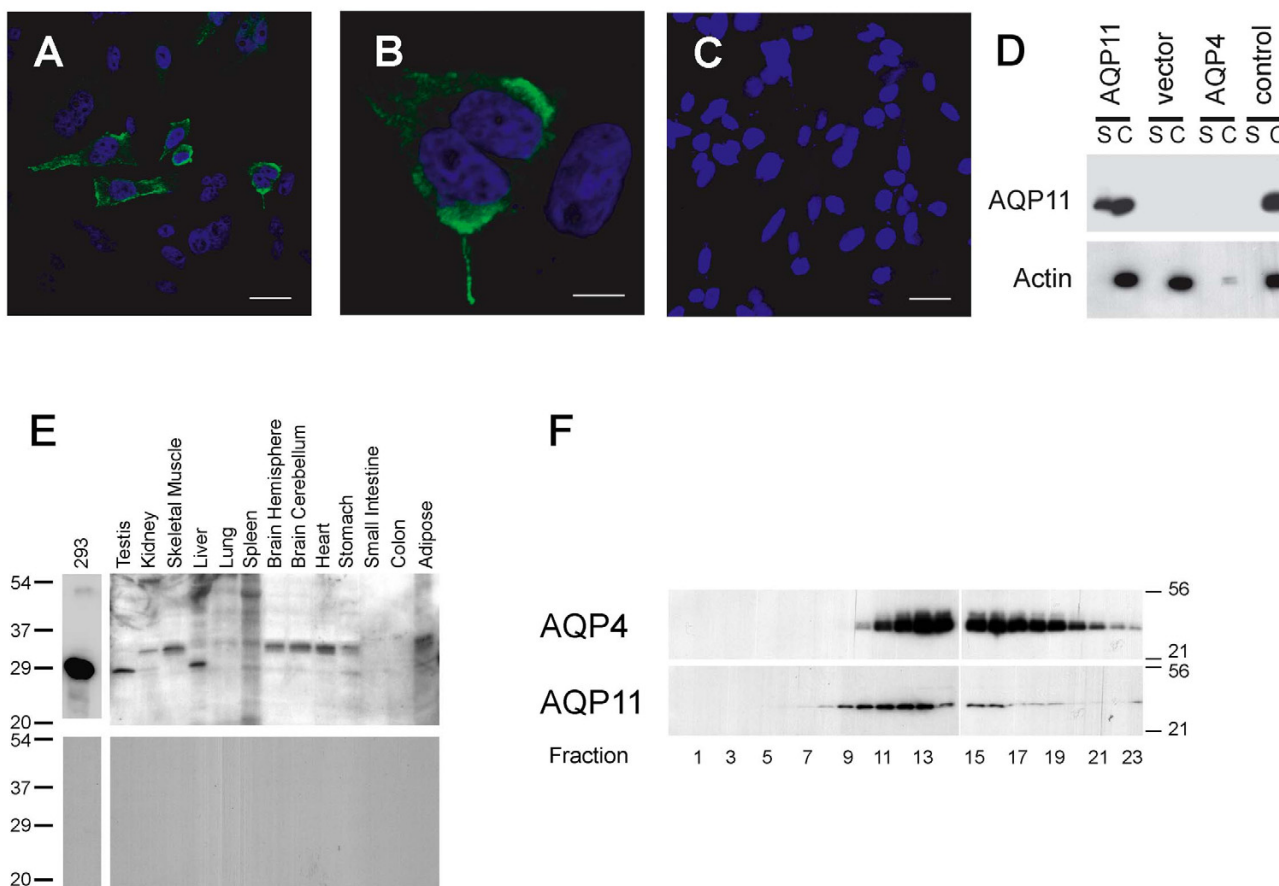 A
B
C
D
AQP11
vector
AQP4
control
S C S C S C S C
AQP11
Actin
E
293
Testis
Kidney
Skeletal Muscle
Liver
Lung
Spleen
Brain Hemisphere
Brain Cerebellum
Heart
Stomach
Small Intestine
Colon
Adipose
54
37
29
20
54
37
29
20
F
AQP4
56
21
AQP11
56
21
Fraction 1 3 5 7 9 11 13 15 17 19 21 23